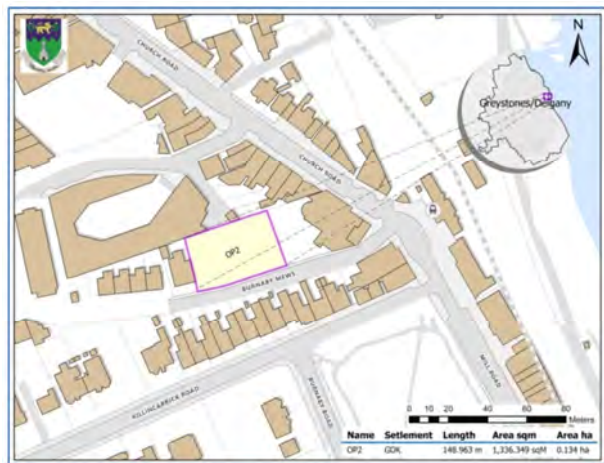 N
CHURCH ROAD
Greystones/Delgany
CHURCH ROAD
OP2
BURNABY MEWS
KILLINCARRICK ROAD
BURNABY ROAD
MILL ROAD
0 10 20 40 60 80
Meters
Name Setlement Length Area sqm Area ha
OP2 GDK 148.963 m 1,336.349 sqM 0.134 ha